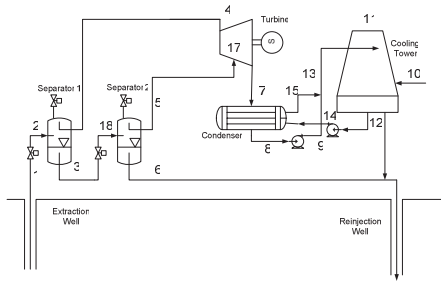 4
11
Turbine
S
17
Cooling
Tower
13
10
Separator 1
Separator 2
5
7
15
2
18
14
12
Condenser
8
9
3
6
Extraction
Well
Reinjection
Well